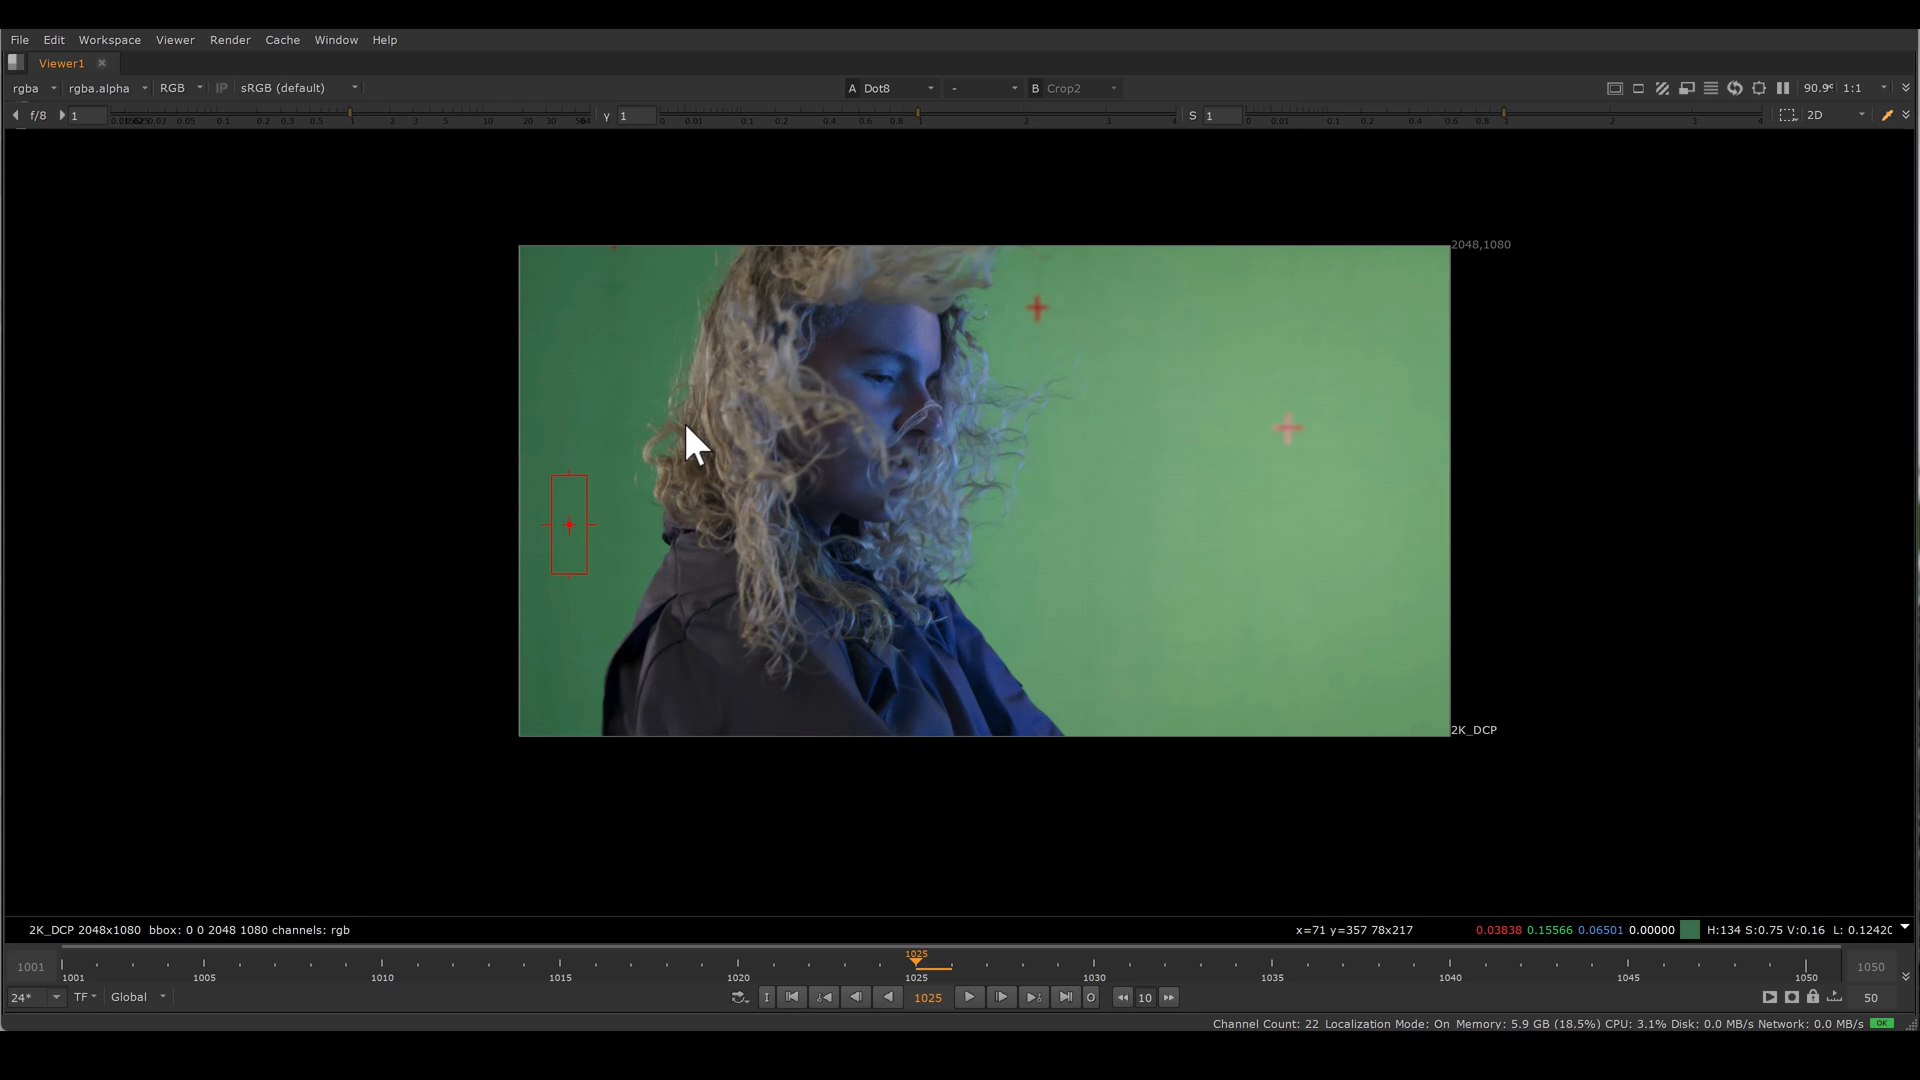 File Edit Workspace Viewer Render Cache Window Help
Viewer1
rgba rgba.alpha RGB IP sRGB (default) A Dot8 - B Crop2 1:1
f/8 1 γ 1 S 1 2D
2048,1080
2K_DCP
2K_DCP 2048x1080 bbox: 0 0 2048 1080 channels: rgb x=71 y=357 78x217 0.03838 0.15566 0.06501 0.00000 H:134 S:0.75 V:0.16 L:
1025
1001 1050
1001 1005 1010 1015 1020 1025 1030 1035 1040 1045 1050
24* TF Global I 1025 O 10 50
Channel Count: 22 Localization Mode: On Memory: 5.9 GB (18.5%) CPU: 3.1% Disk: 0.0 MB/s Network: 0.0 MB/s OK